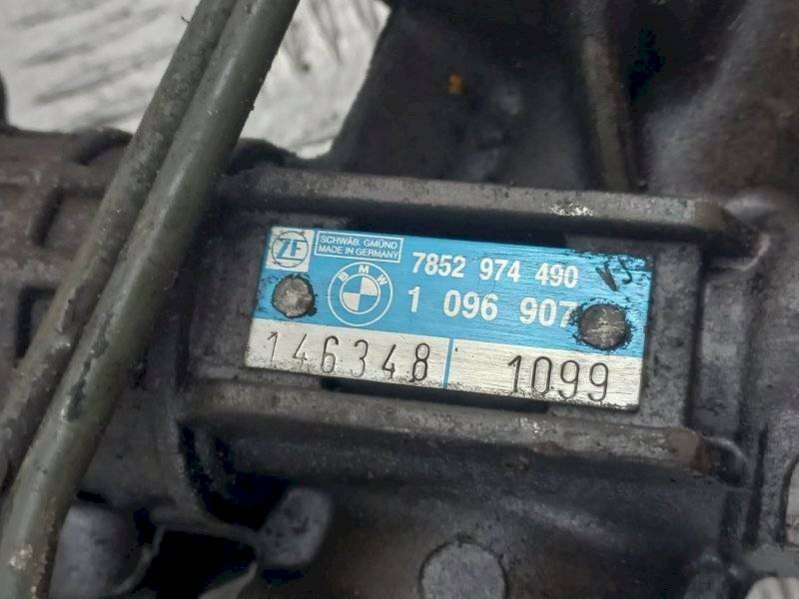 ZF
SCHWÄB. GMÜND
MADE IN GERMANY
7852 974 490
BMW
1 096 907
146348 1099